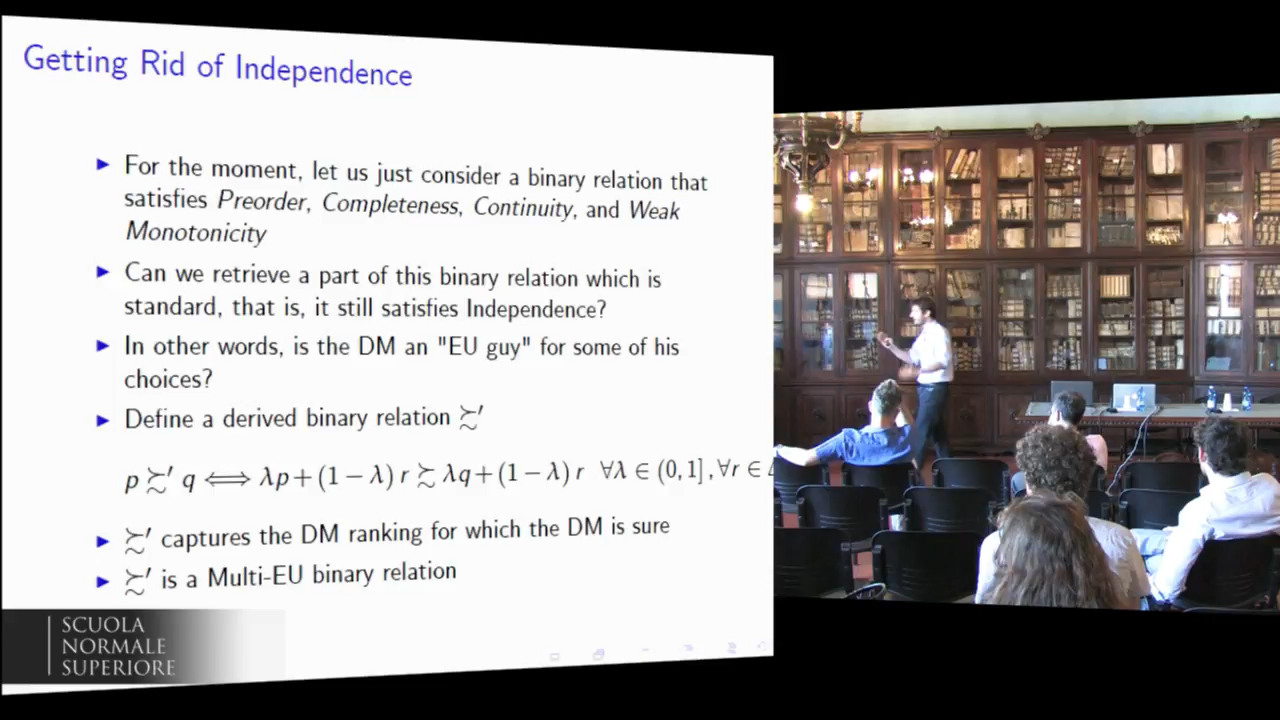 Getting Rid of Independence
For the moment, let us just consider a binary relation that
satisfies Preorder, Completeness, Continuity, and Weak
Monotonicity
Can we retrieve a part of this binary relation which is
standard, that is, it still satisfies Independence?
In other words, is the DM an "EU guy" for some of his
choices?
Define a derived binary relation ≿′
p ≿′ q ⟺ λp + (1 − λ) r ≿ λq + (1 − λ) r ∀λ ∈ (0, 1] , ∀r ∈
≿′ captures the DM ranking for which the DM is sure
≿′ is a Multi-EU binary relation
SCUOLA
NORMALE
SUPERIORE